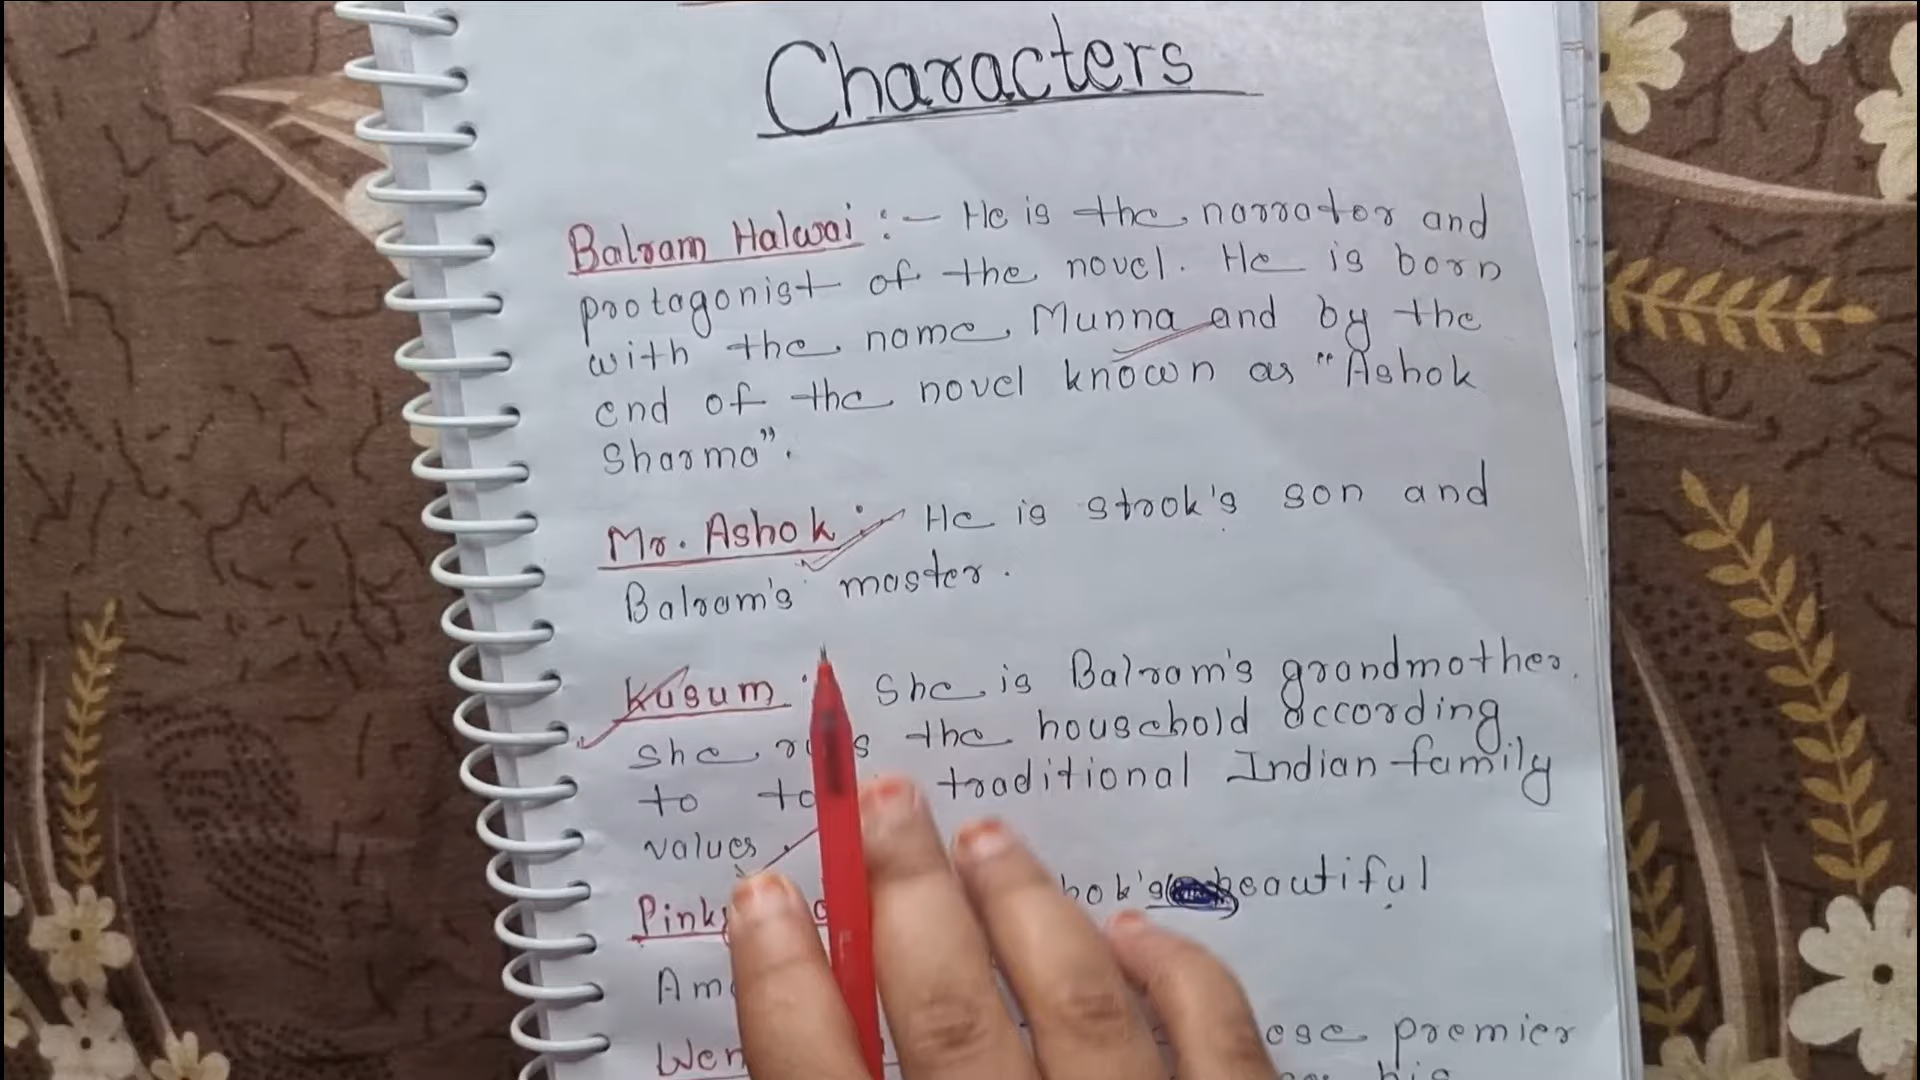 Characters
Balram Halwai :- He is the narrator and
protagonist of the novel. He is born
with the name Munna and by the
end of the novel known as "Ashok
Sharma".
Mr. Ashok : He is strok's son and
Balram's master.
Kusum : She is Balram's grandmother.
She the household according
to traditional Indian family
values
beautiful
premier
his